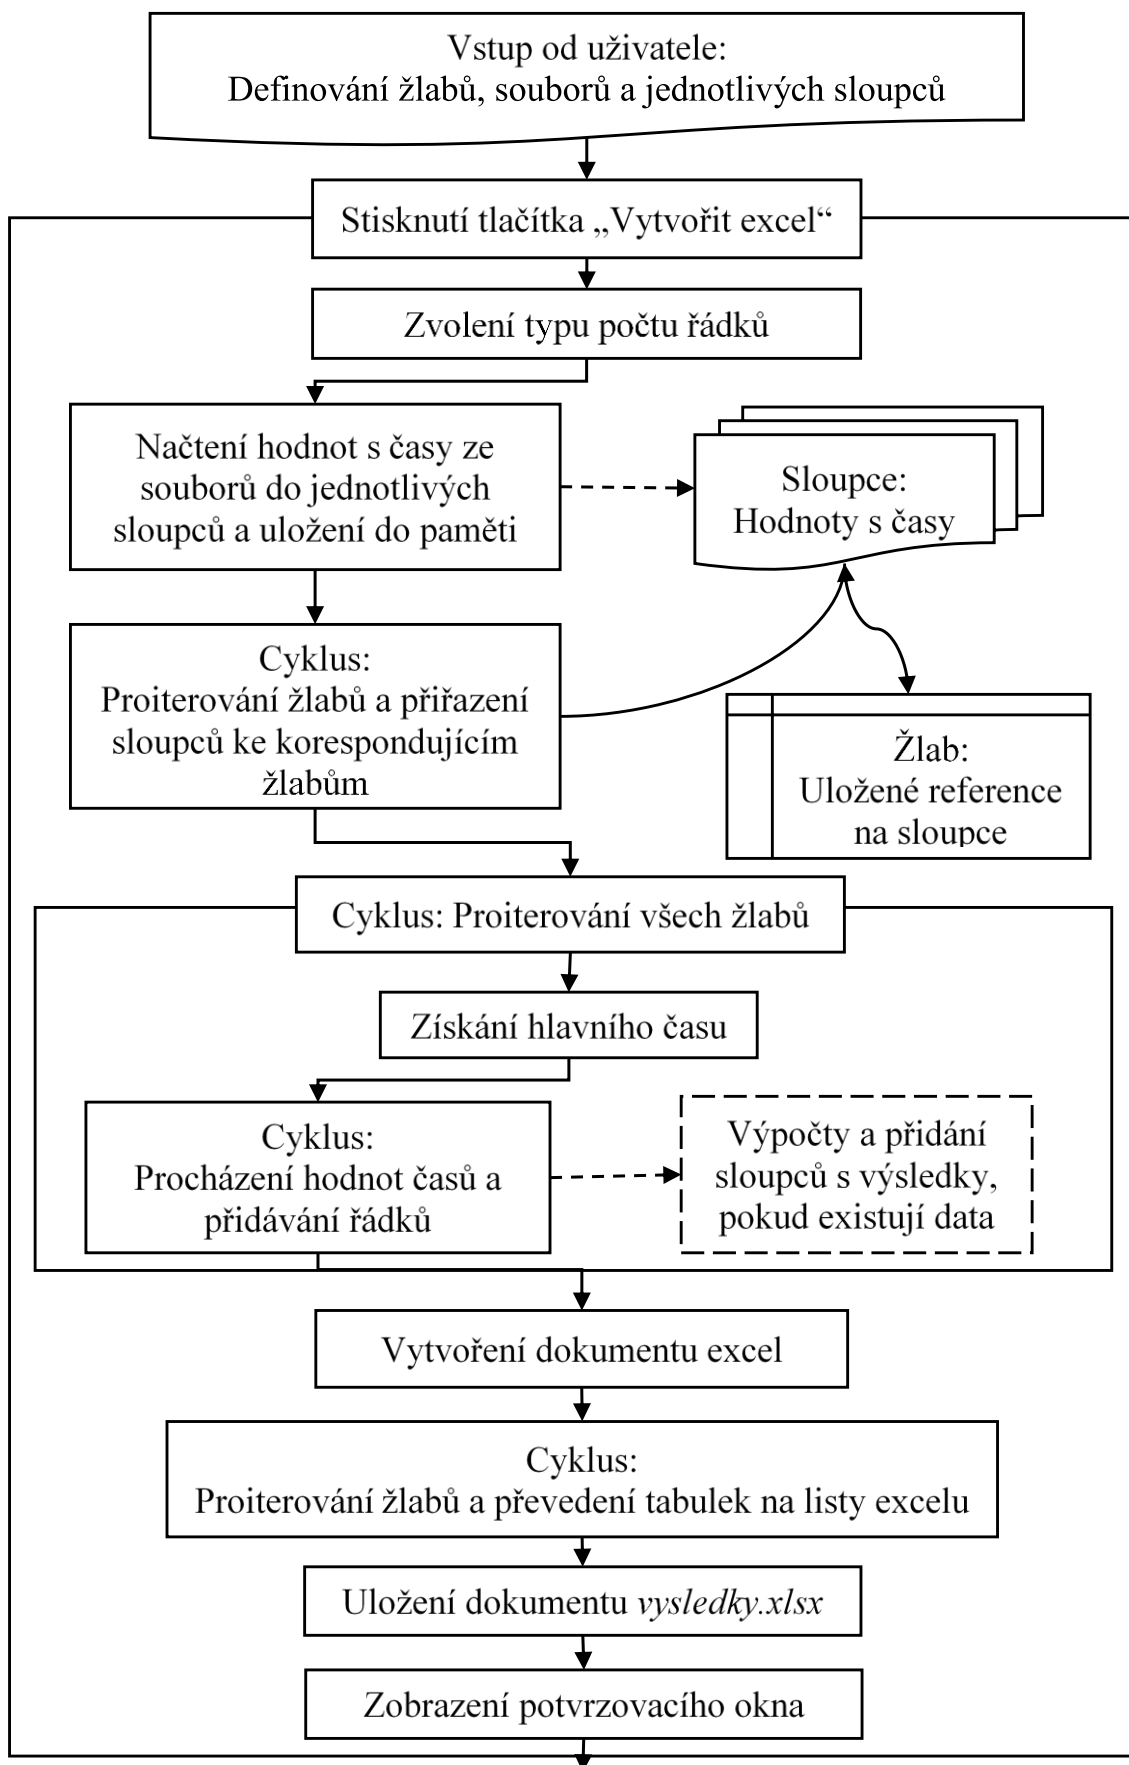 Vstup od uživatele:
Definování žlabů, souborů a jednotlivých sloupců
Stisknutí tlačítka „Vytvořit excel“
Zvolení typu počtu řádků
Načtení hodnot s časy ze
souborů do jednotlivých
sloupců a uložení do paměti
Sloupce:
Hodnoty s časy
Cyklus:
Proiterování žlabů a přiřazení
sloupců ke korespondujícím
žlabům
Žlab:
Uložené reference
na sloupce
Cyklus: Proiterování všech žlabů
Získání hlavního času
Cyklus:
Procházení hodnot časů a
přidávání řádků
Výpočty a přidání
sloupců s výsledky,
pokud existují data
Vytvoření dokumentu excel
Cyklus:
Proiterování žlabů a převedení tabulek na listy excelu
Uložení dokumentu vysledky.xlsx
Zobrazení potvrzovacího okna